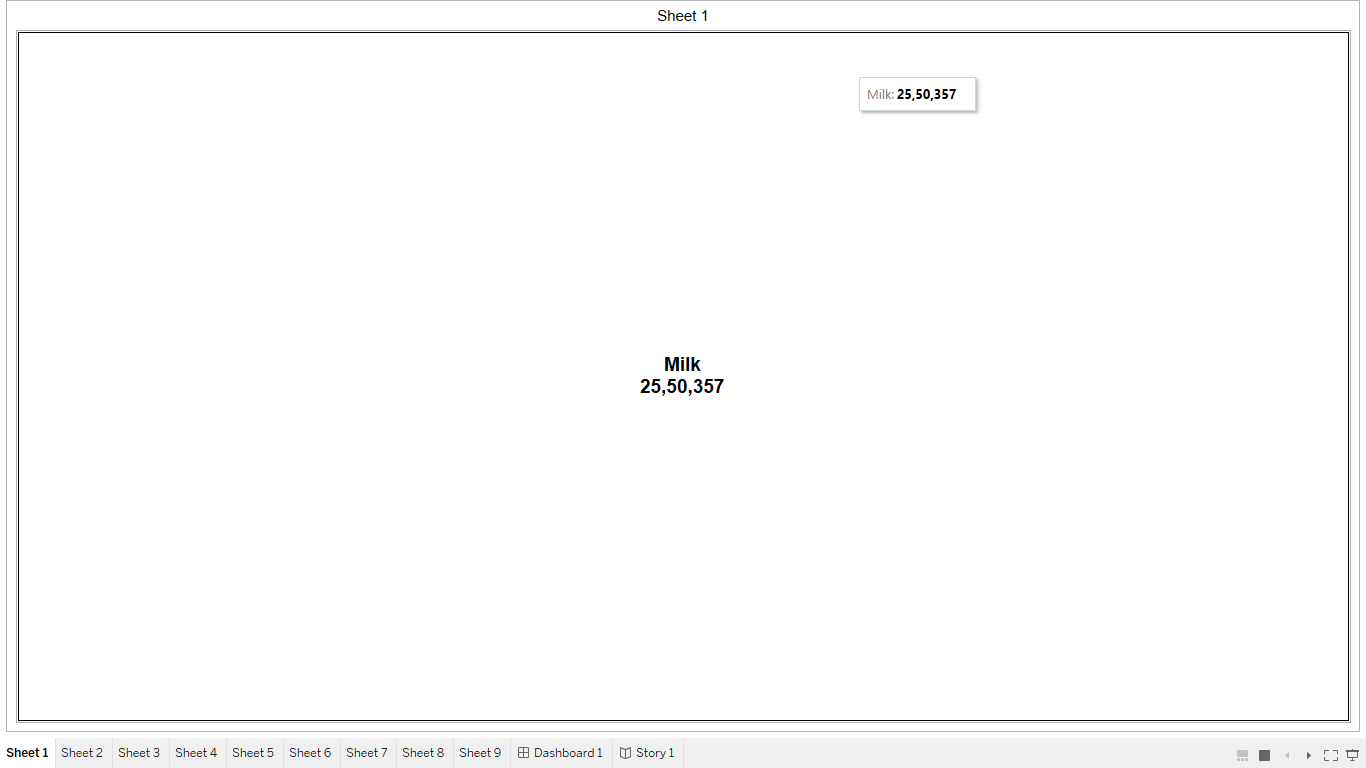 Sheet 1
Milk: 25,50,357
Milk
25,50,357
Sheet 1 Sheet 2 Sheet 3 Sheet 4 Sheet 5 Sheet 6 Sheet 7 Sheet 8 Sheet 9 Dashboard 1 Story 1